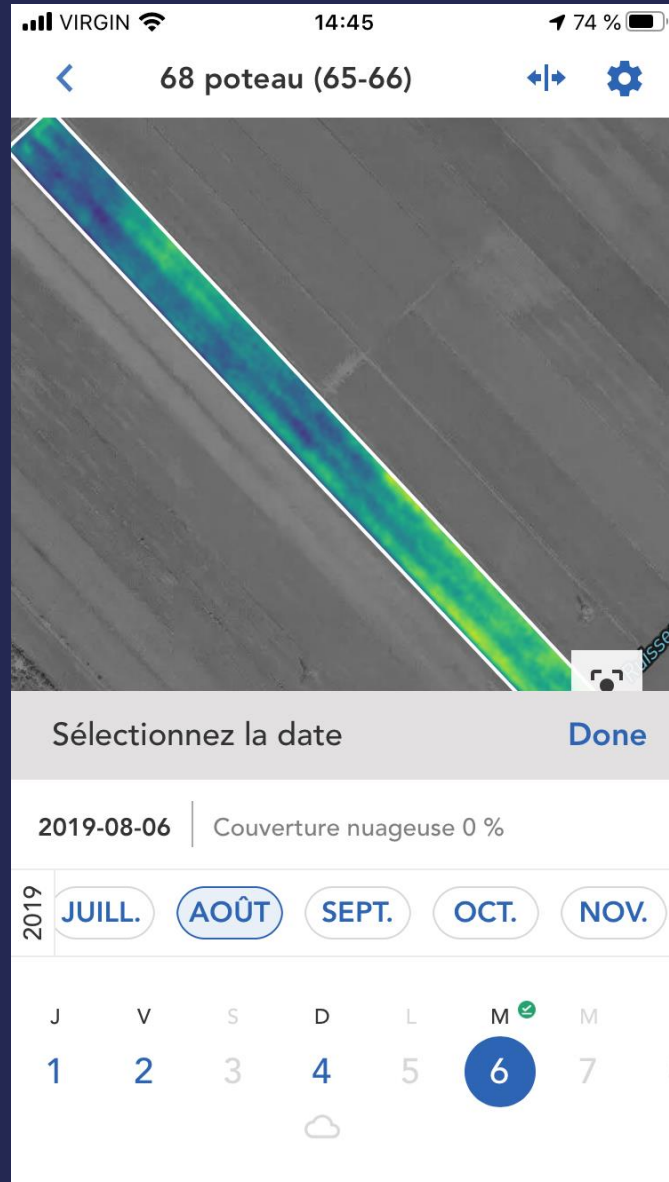 VIRGIN 14:45 74 %
68 poteau (65-66)
Sélectionnez la date Done
2019-08-06 Couverture nuageuse 0 %
2019 JUILL. AOÛT SEPT. OCT. NOV.
J V S D L M M
1 2 3 4 5 6 7